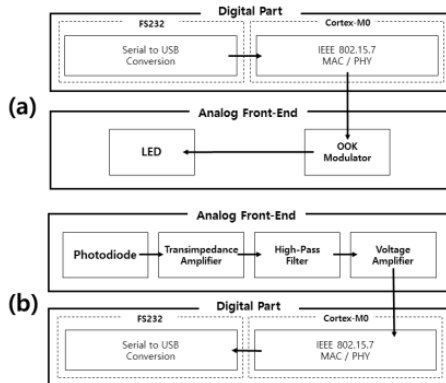 Digital Part
FS232
Cortex-M0
Serial to USB
Conversion
IEEE 802.15.7
MAC / PHY
(a)
Analog Front-End
LED
OOK
Modulator
Analog Front-End
Photodiode
Transimpedance
Amplifier
High-Pass
Filter
Voltage
Amplifier
(b)
Digital Part
FS232
Cortex-M0
Serial to USB
Conversion
IEEE 802.15.7
MAC / PHY